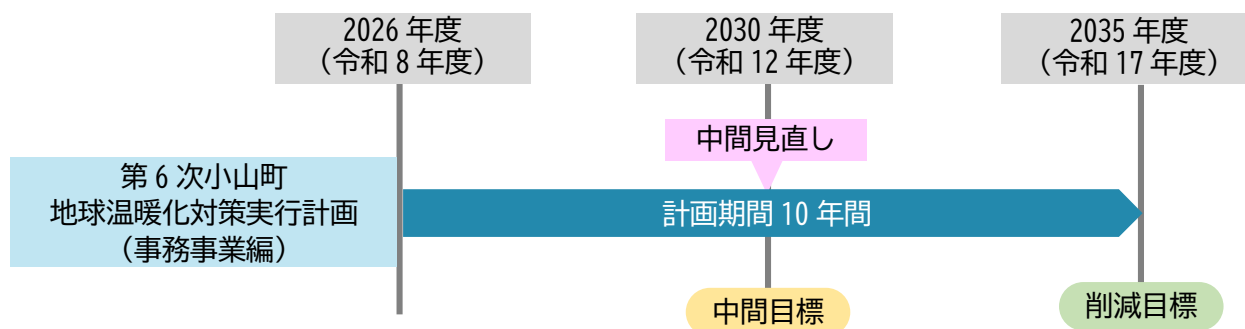 2026 年度
(令和 8 年度)
2030 年度
(令和 12 年度)
2035 年度
(令和 17 年度)
中間見直し
第 6 次小山町
地球温暖化対策実行計画
(事務事業編)
計画期間 10 年間
中間目標
削減目標